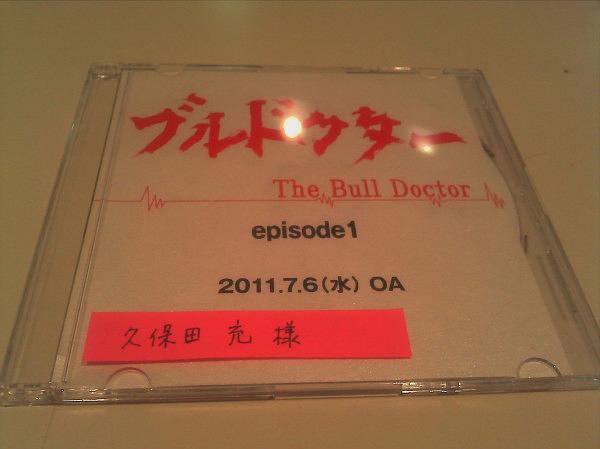 ブルドクター
The Bull Doctor
episode1
2011.7.6(水) OA
久保田 充 様